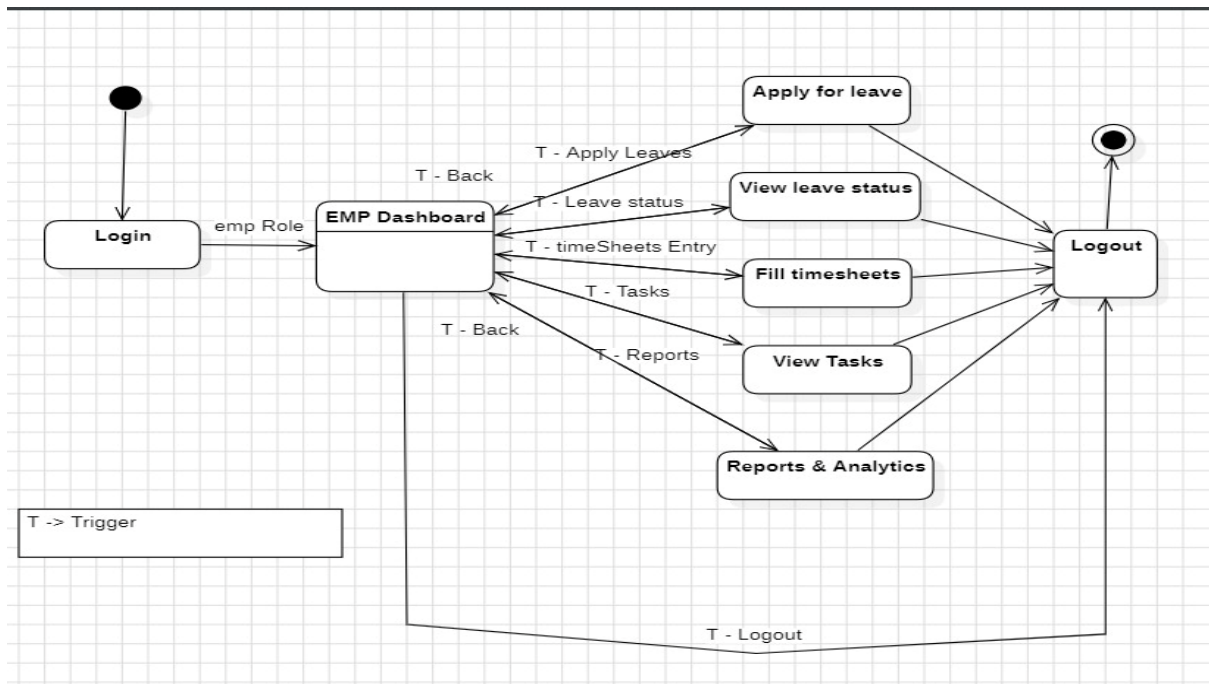 Apply for leave
T - Apply Leaves
T - Back
View leave status
T - Leave status
EMP Dashboard
emp Role
Login
Logout
T - timeSheets Entry
Fill timesheets
T - Tasks
T - Back
T - Reports
View Tasks
Reports & Analytics
T -> Trigger
T - Logout